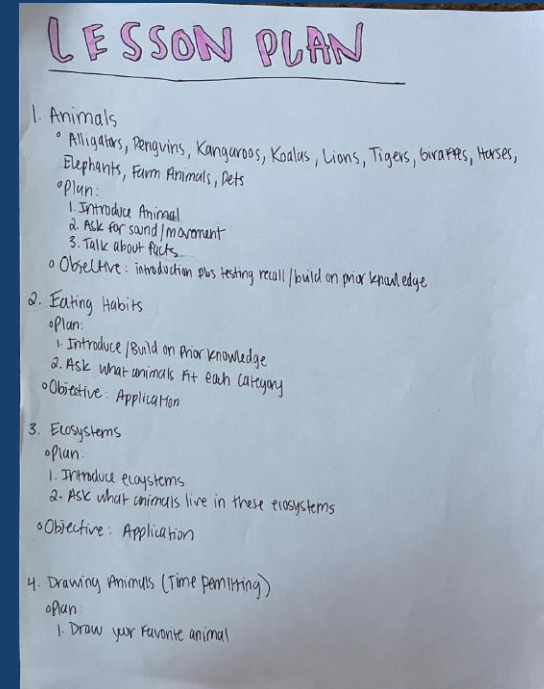 LESSON PLAN
1. Animals
° Alligators, Penguins, Kangaroos, Koalas, Lions, Tigers, Giraffes, Horses,
Elephants, Farm Animals, Pets
° Plan:
1. Introduce Animal
2. Ask for sound/movement
3. Talk about facts
° Objective: introduction plus testing recall/build on prior knowledge
2. Eating Habits
° Plan:
1. Introduce/Build on Prior knowledge
2. Ask what animals fit each category
° Objective: Application
3. Ecosystems
° Plan:
1. Introduce ecosystems
2. Ask what animals live in these ecosystems
° Objective: Application
4. Drawing Animals (Time permitting)
° Plan:
1. Draw your favorite animal